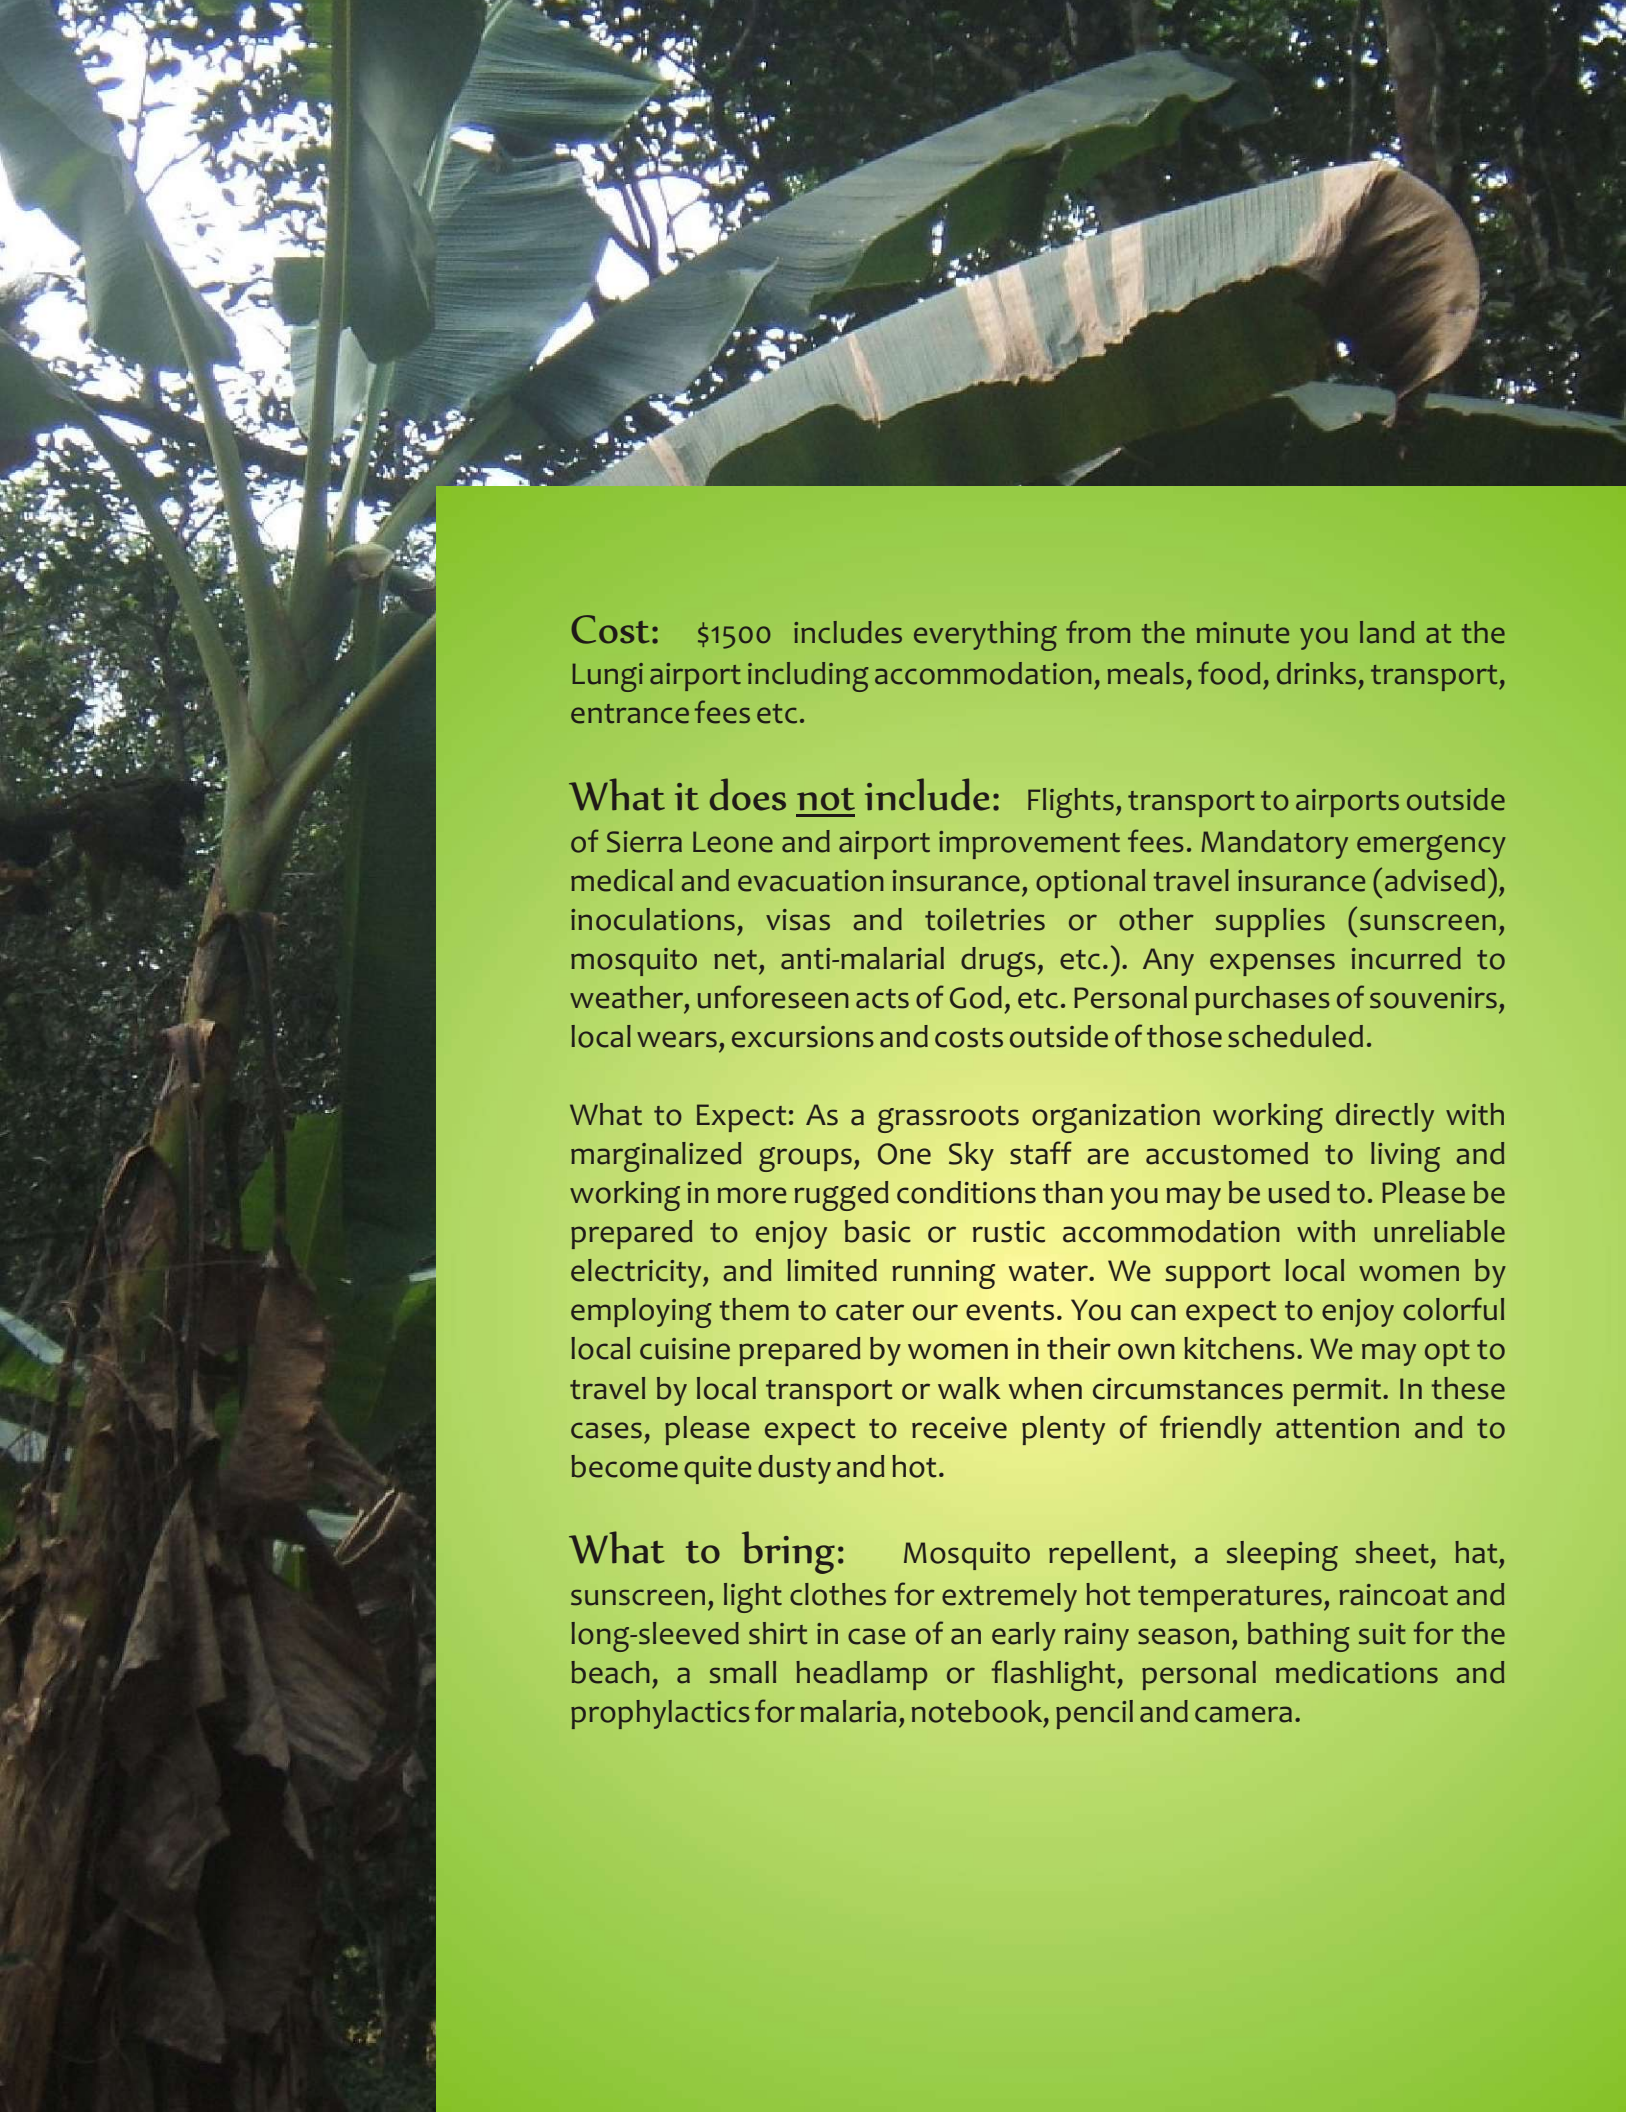 Cost: $1500 includes everything from the minute you land at the
Lungi airport including accommodation, meals, food, drinks, transport,
entrance fees etc.
What it does not include: Flights, transport to airports outside
of Sierra Leone and airport improvement fees. Mandatory emergency
medical and evacuation insurance, optional travel insurance (advised),
inoculations, visas and toiletries or other supplies (sunscreen,
mosquito net, anti-malarial drugs, etc.). Any expenses incurred to
weather, unforeseen acts of God, etc. Personal purchases of souvenirs,
local wears, excursions and costs outside of those scheduled.
What to Expect: As a grassroots organization working directly with
marginalized groups, One Sky staff are accustomed to living and
working in more rugged conditions than you may be used to. Please be
prepared to enjoy basic or rustic accommodation with unreliable
electricity, and limited running water. We support local women by
employing them to cater our events. You can expect to enjoy colorful
local cuisine prepared by women in their own kitchens. We may opt to
travel by local transport or walk when circumstances permit. In these
cases, please expect to receive plenty of friendly attention and to
become quite dusty and hot.
What to bring: Mosquito repellent, a sleeping sheet, hat,
sunscreen, light clothes for extremely hot temperatures, raincoat and
long-sleeved shirt in case of an early rainy season, bathing suit for the
beach, a small headlamp or flashlight, personal medications and
prophylactics for malaria, notebook, pencil and camera.